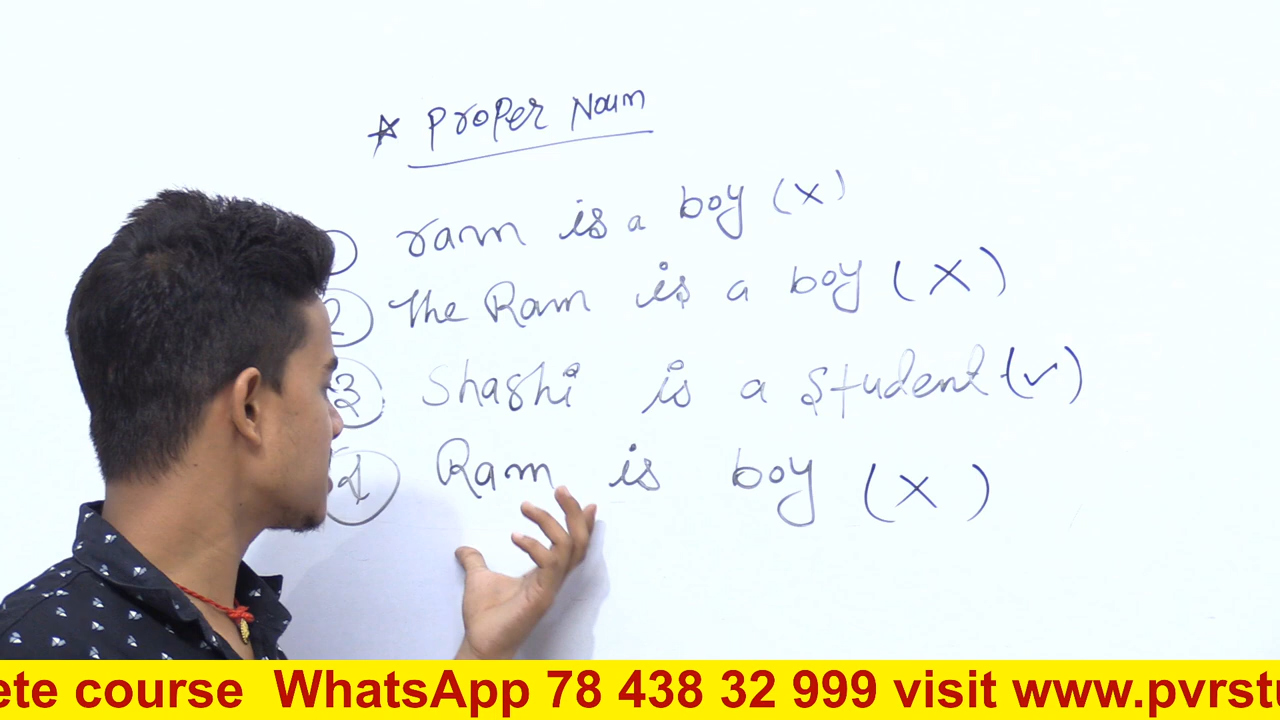 * Proper Noun
ram is a boy (x)
2 The Ram is a boy (X)
3 Shashi is a student (✓)
Ram is boy (x)
ete course WhatsApp 78 438 32 999 visit www.pvrstu